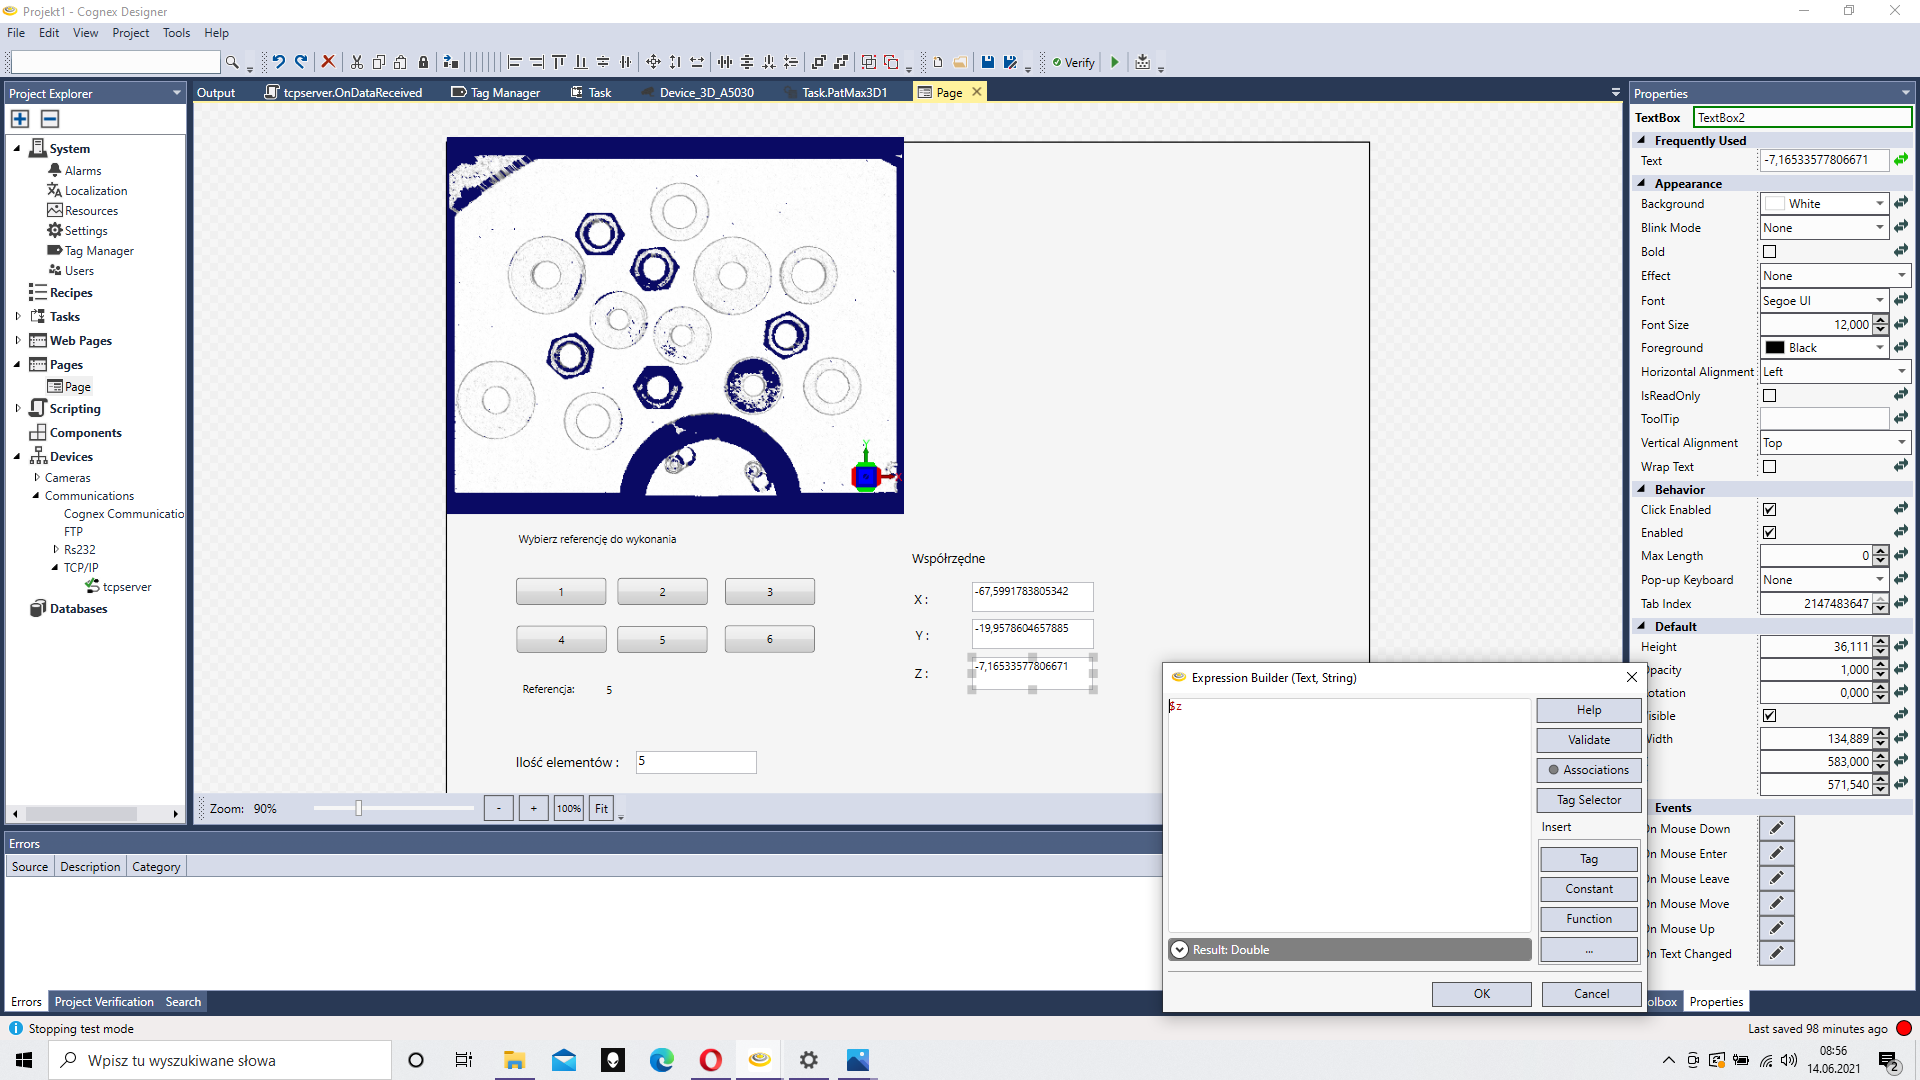 Projekt1 - Cognex Designer
File Edit View Project Tools Help
Verify
Project Explorer
Output tcpserver.OnDataReceived Tag Manager Task Device_3D_A5030 Task.PatMax3D1 Page
Properties
System
Alarms
Localization
Resources
Settings
Tag Manager
Users
Recipes
Tasks
Web Pages
Pages
Page
Scripting
Components
Devices
Cameras
Communications
Cognex Communicatio
FTP
Rs232
TCP/IP
tcpserver
Databases
Y
Wybierz referencję do wykonania
1 2 3
4 5 6
Referencja: 5
Ilość elementów : 5
Współrzędne
X : -67,5991783805342
Y : -19,9578604657885
Z : -7,16533577806671
Zoom: 90% - + 100% Fit
TextBox TextBox2
Frequently Used
Text -7,16533577806671
Appearance
Background White
Blink Mode None
Bold
Effect None
Font Segoe UI
Font Size 12,000
Foreground Black
Horizontal Alignment Left
IsReadOnly
ToolTip
Vertical Alignment Top
Wrap Text
Behavior
Click Enabled
Enabled
Max Length 0
Pop-up Keyboard None
Tab Index 2147483647
Default
Height 36,111
pacity 1,000
otation 0,000
isible
idth 134,889
583,000
571,540
Events
n Mouse Down
n Mouse Enter
n Mouse Leave
n Mouse Move
n Mouse Up
n Text Changed
olbox Properties
Expression Builder (Text, String)
$z
Help
Validate
Associations
Tag Selector
Insert
Tag
Constant
Function
...
Result: Double
OK Cancel
Errors
Source Description Category
Errors Project Verification Search
Stopping test mode
Last saved 98 minutes ago
Wpisz tu wyszukiwane słowa
08:56
14.06.2021
2